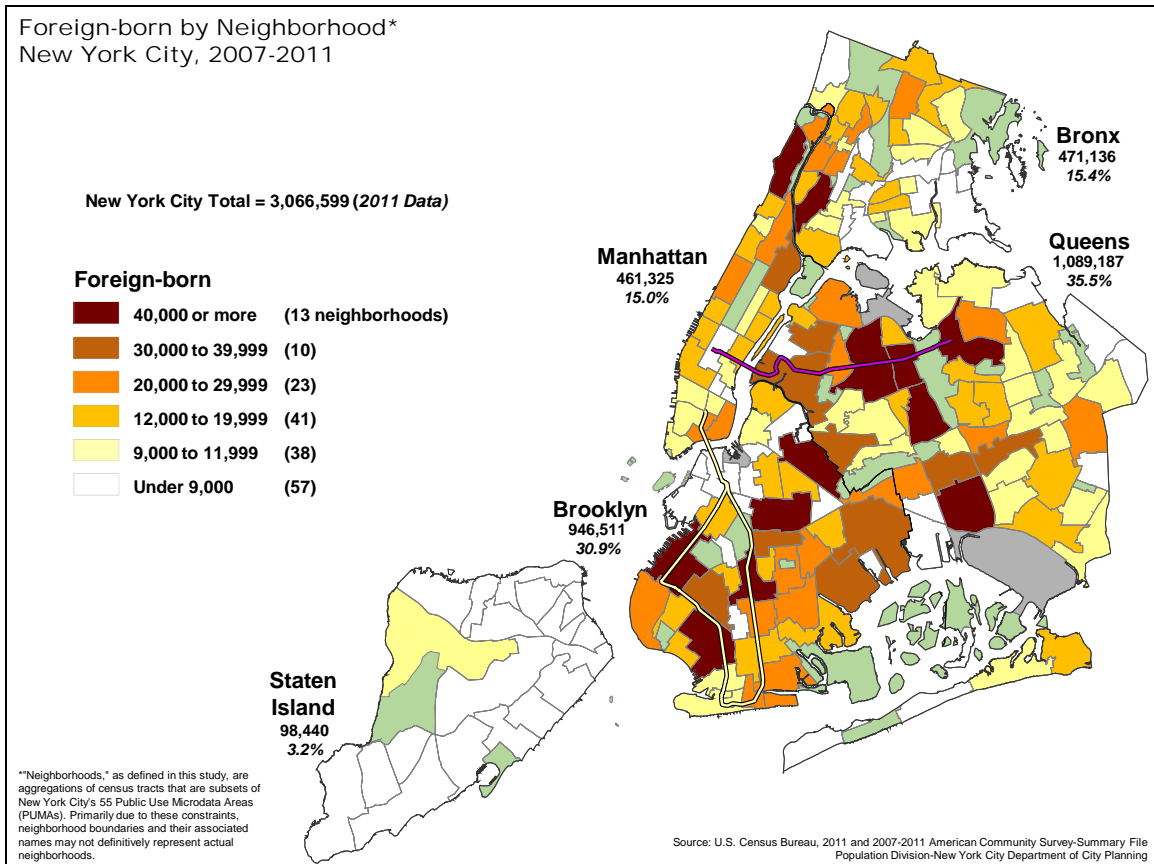 Foreign-born by Neighborhood*
New York City, 2007-2011
New York City Total = 3,066,599 (2011 Data)
Foreign-born
40,000 or more (13 neighborhoods)
30,000 to 39,999 (10)
20,000 to 29,999 (23)
12,000 to 19,999 (41)
9,000 to 11,999 (38)
Under 9,000 (57)
Bronx
471,136
15.4%
Manhattan
461,325
15.0%
Queens
1,089,187
35.5%
Brooklyn
946,511
30.9%
Staten
Island
98,440
3.2%
*"Neighborhoods," as defined in this study, are
aggregations of census tracts that are subsets of
New York City's 55 Public Use Microdata Areas
(PUMAs). Primarily due to these constraints,
neighborhood boundaries and their associated
names may not definitively represent actual
neighborhoods.
Source: U.S. Census Bureau, 2011 and 2007-2011 American Community Survey-Summary File
Population Division-New York City Department of City Planning